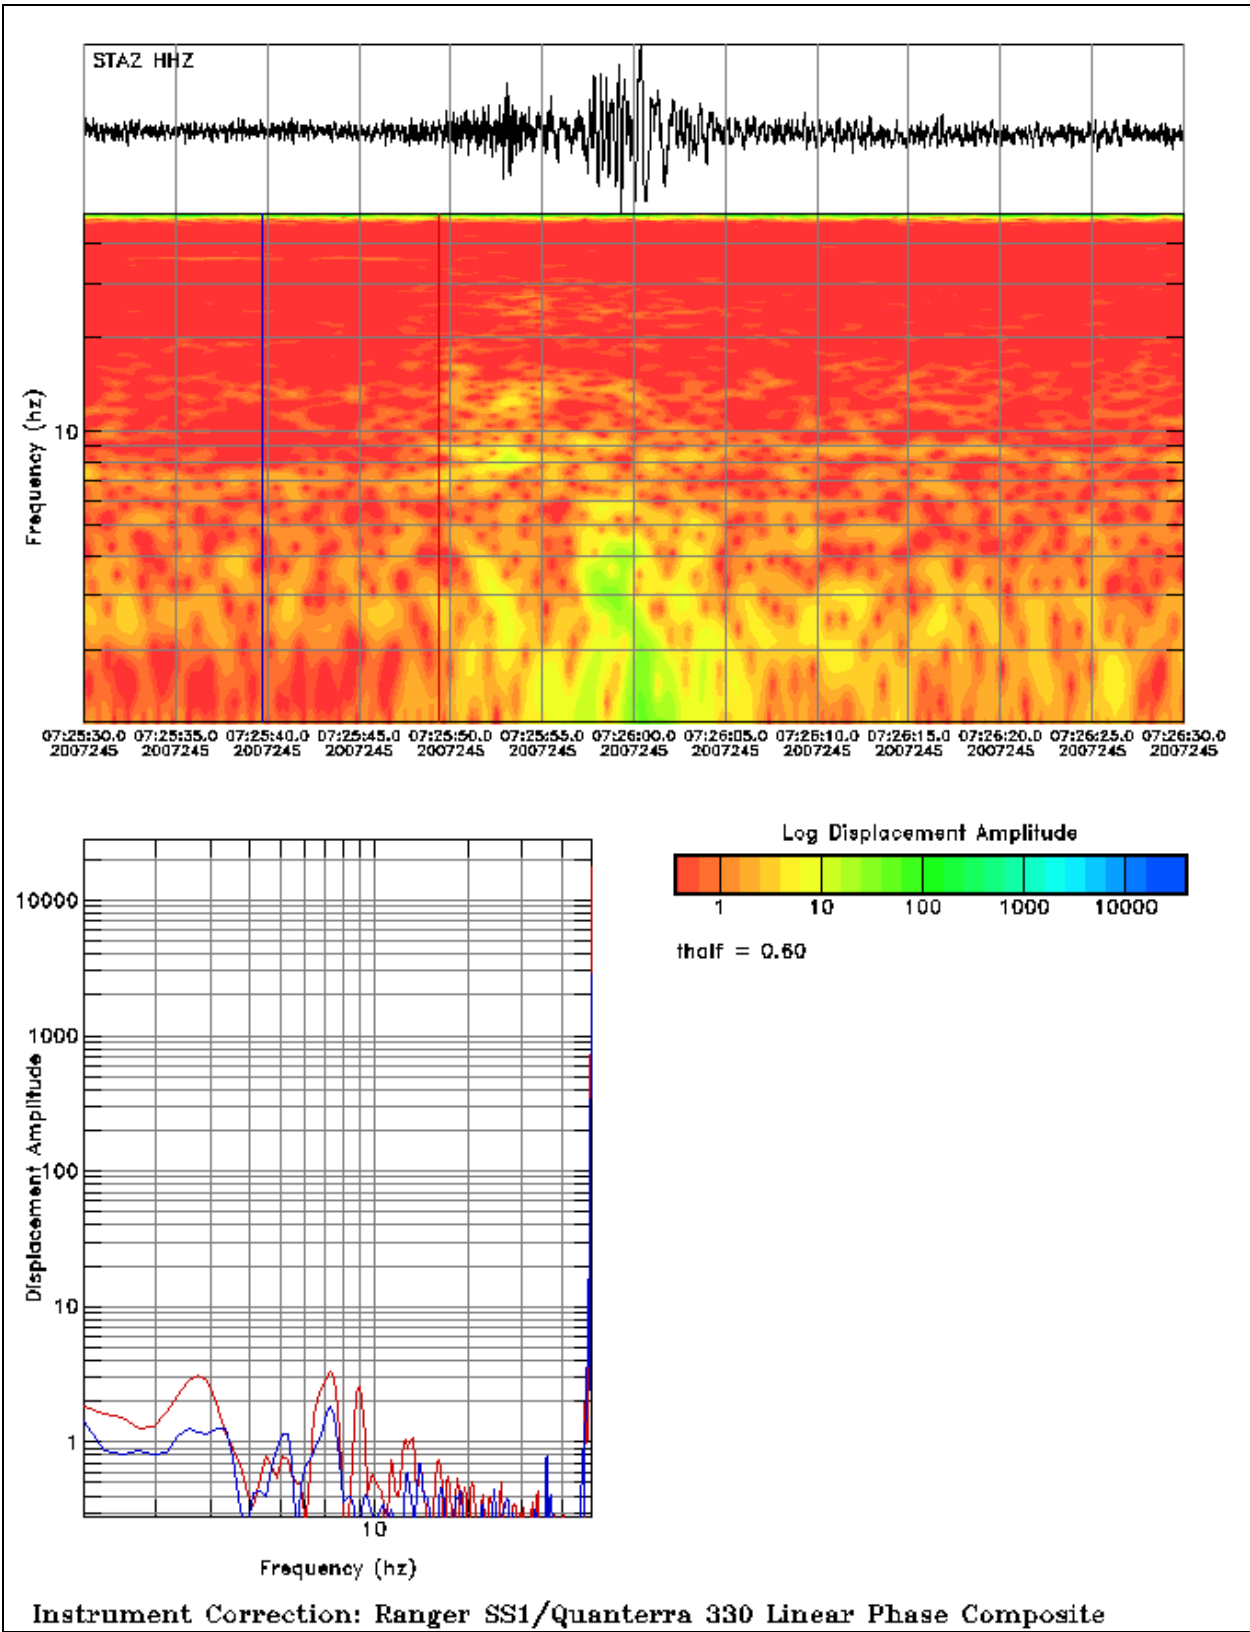 STAZ HHZ
10
Frequency (hz)
07:25:30.0 07:25:35.0 07:25:40.0 07:25:45.0 07:25:50.0 07:25:55.0 07:26:00.0 07:26:05.0 07:26:10.0 07:26:15.0 07:26:20.0 07:26:25.0 07:26:30.0
2007245 2007245 2007245 2007245 2007245 2007245 2007245 2007245 2007245 2007245 2007245 2007245 2007245
Log Displacement Amplitude
1 10 100 1000 10000
thalf = 0.60
10000
1000
100
10
1
Displacement Amplitude
10
Frequency (hz)
Instrument Correction: Ranger SS1/Quanterra 330 Linear Phase Composite